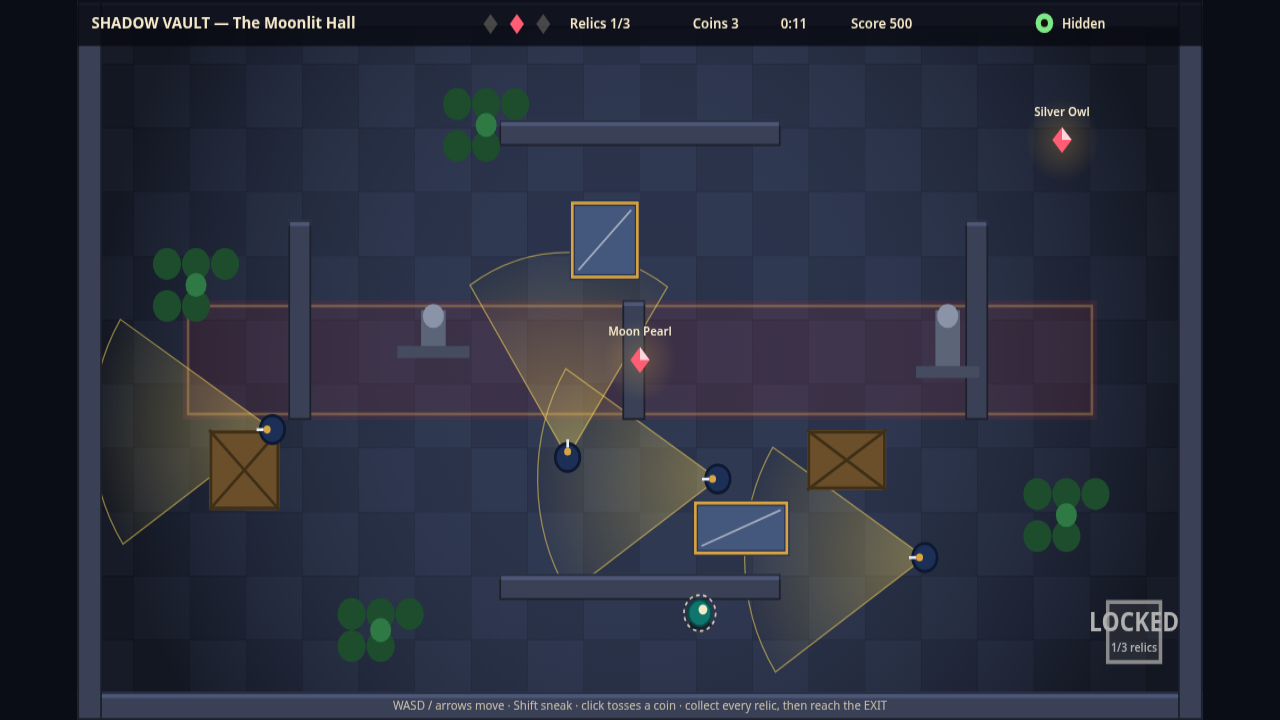 SHADOW VAULT — The Moonlit Hall
Relics 1/3
Coins 3
0:11
Score 500
Hidden
Silver Owl
Moon Pearl
LOCKED
1/3 relics
WASD / arrows move · Shift sneak · click tosses a coin · collect every relic, then reach the EXIT